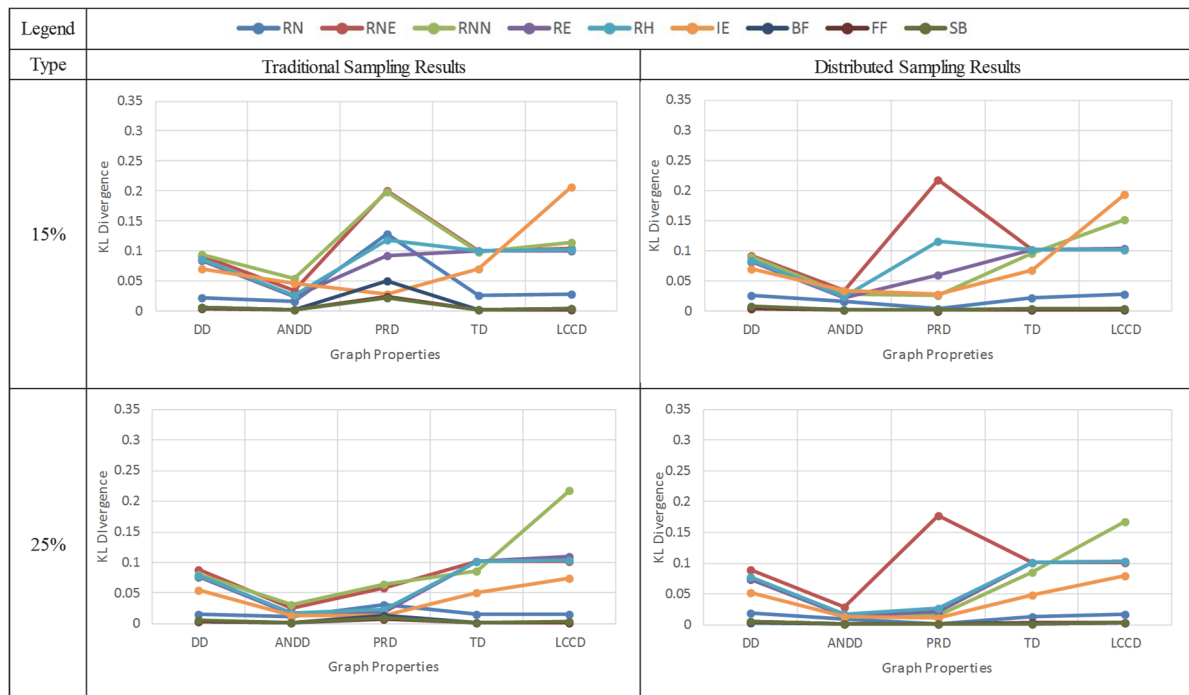 Legend RN RNE RNN RE RH IE BF FF SB
Type Traditional Sampling Results Distributed Sampling Results
15%
0.35
0.3
0.25
0.2
0.15
0.1
0.05
0
KL Divergence
DD ANDD PRD TD LCCD
Graph Properties
0.35
0.3
0.25
0.2
0.15
0.1
0.05
0
KL Divergence
DD ANDD PRD TD LCCD
Graph Propreties
25%
0.35
0.3
0.25
0.2
0.15
0.1
0.05
0
KL Divergence
DD ANDD PRD TD LCCD
Graph Properties
0.35
0.3
0.25
0.2
0.15
0.1
0.05
0
KL Divergence
DD ANDD PRD TD LCCD
Graph Properties